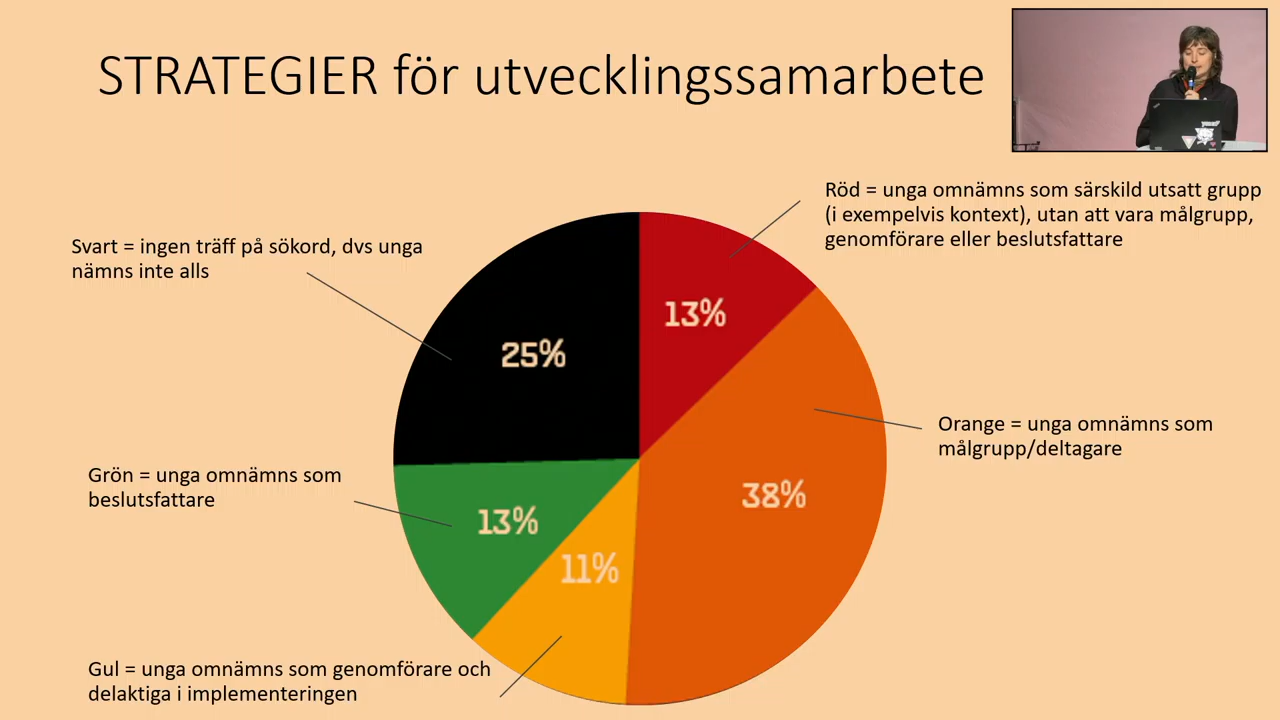 STRATEGIER för utvecklingssamarbete
Röd = unga omnämns som särskild utsatt grupp
(i exempelvis kontext), utan att vara målgrupp,
genomförare eller beslutsfattare
Svart = ingen träff på sökord, dvs unga
nämns inte alls
13%
25%
Orange = unga omnämns som
målgrupp/deltagare
38%
Grön = unga omnämns som
beslutsfattare
13%
11%
Gul = unga omnämns som genomförare och
delaktiga i implementeringen